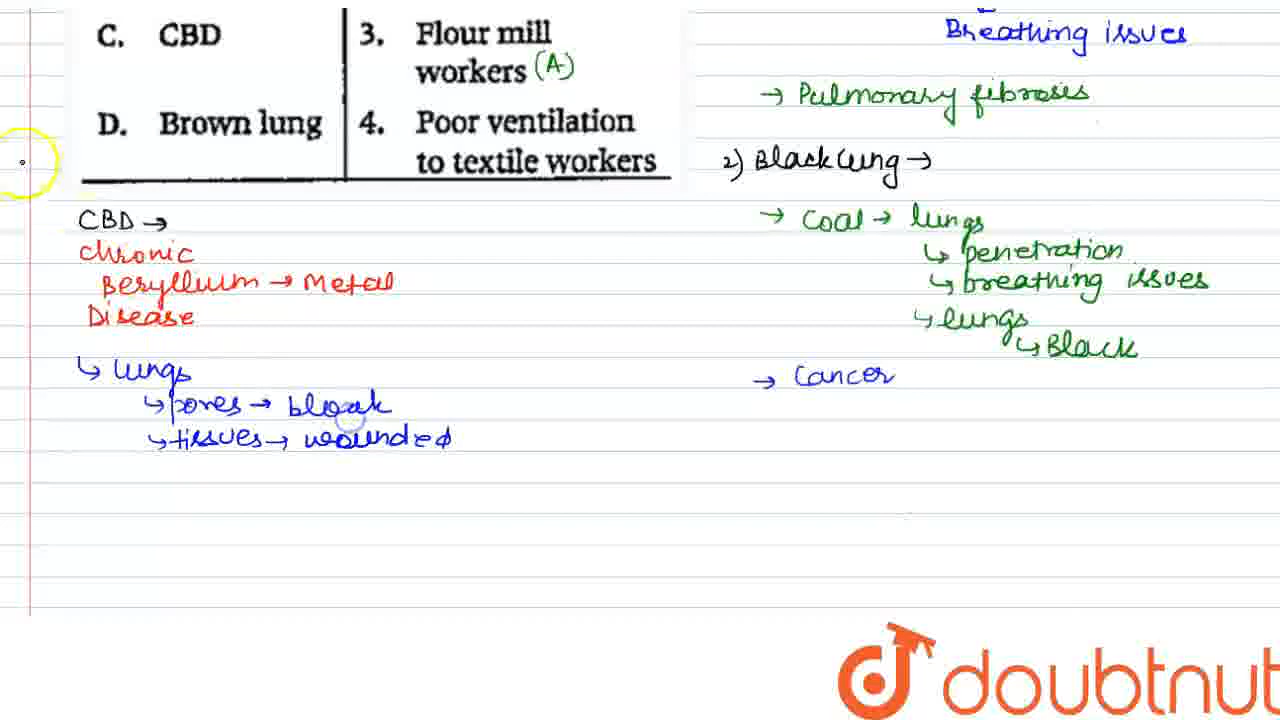 C. CBD
3. Flour mill
workers (A)
D. Brown lung
4. Poor ventilation
to textile workers
CBD →
Chronic
Beryllium → Metal
Disease
↳ Lungs
↳ pores → block
↳ tissues → wounded
Breathing issues
→ Pulmonary fibrosis
2) Black lung →
→ Coal → lungs
↳ penetration
↳ breathing issues
↳ lungs
↳ Black
→ Cancer
doubtnut